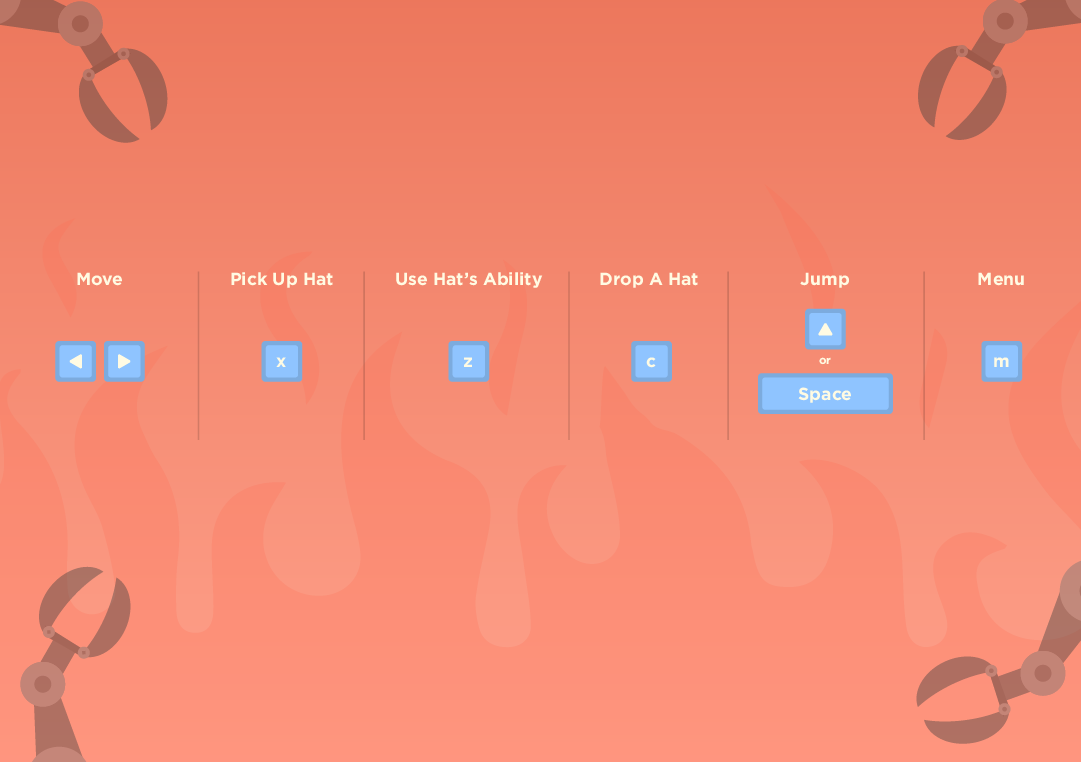 Move
Pick Up Hat
x
Use Hat’s Ability
z
Drop A Hat
c
Jump
or
Space
Menu
m